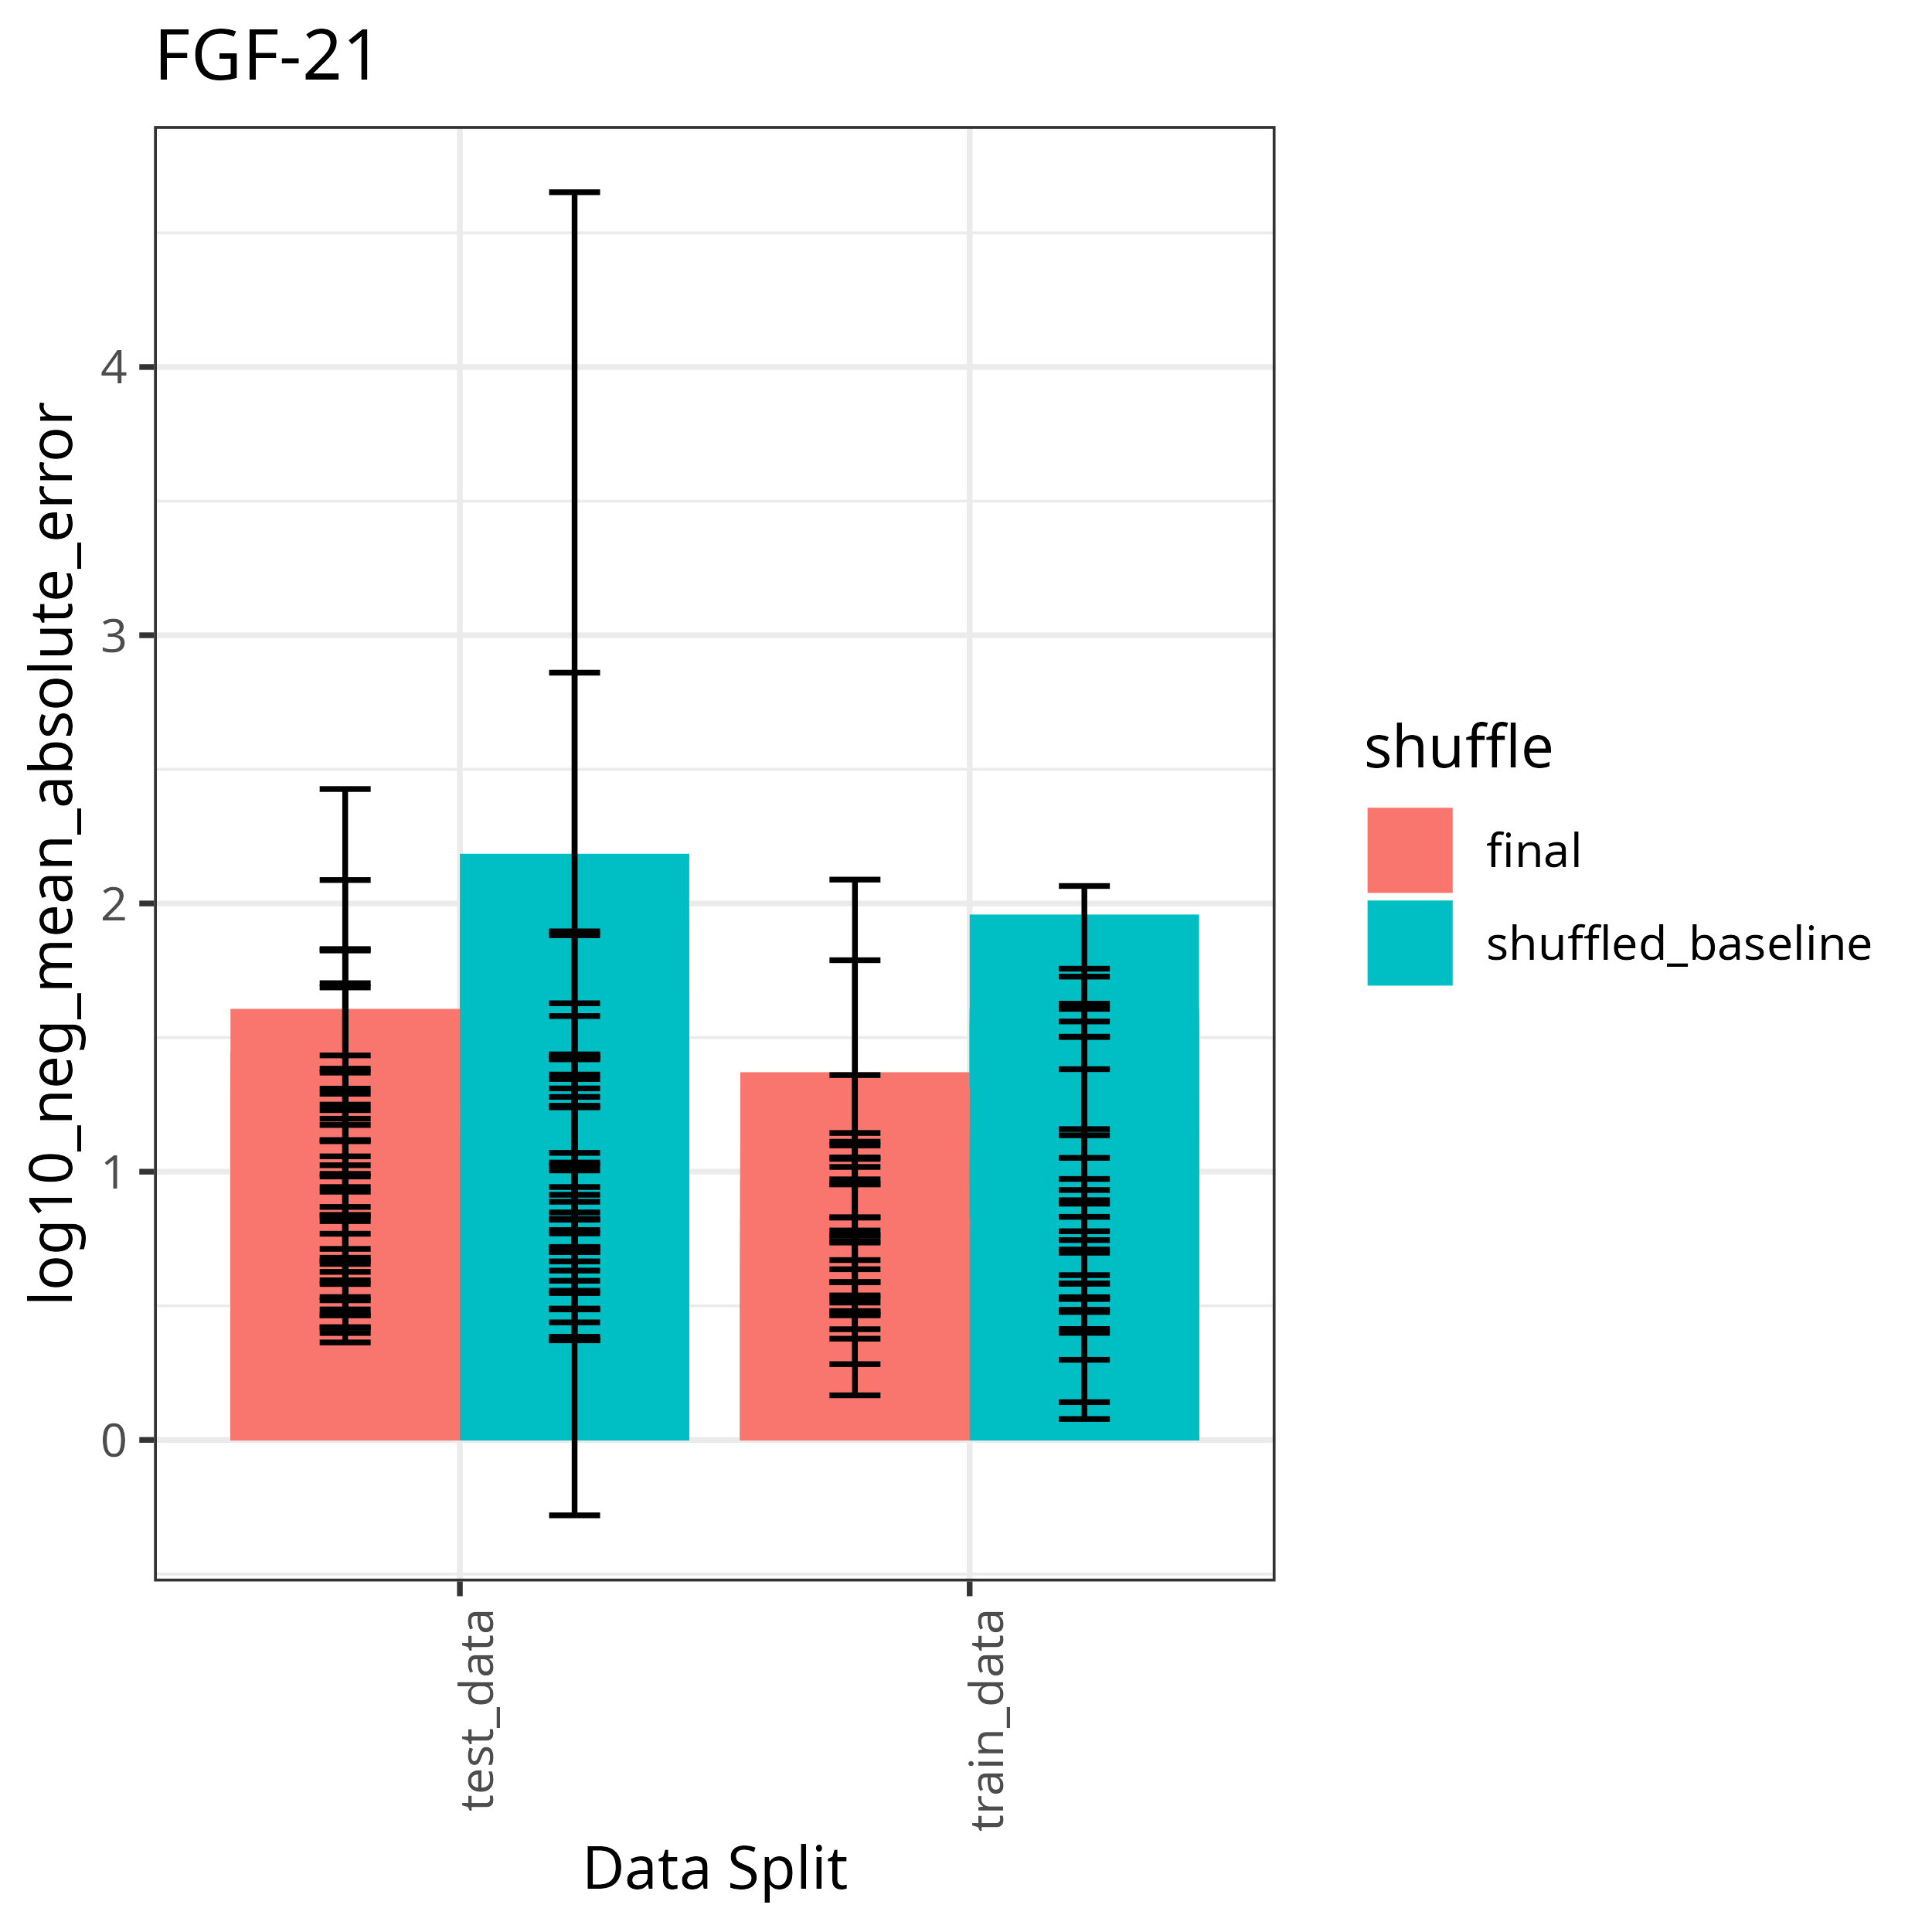 FGF-21
log10_neg_mean_absolute_error
4
3
2
1
0
test_data
train_data
Data Split
shuffle
final
shuffled_baseline